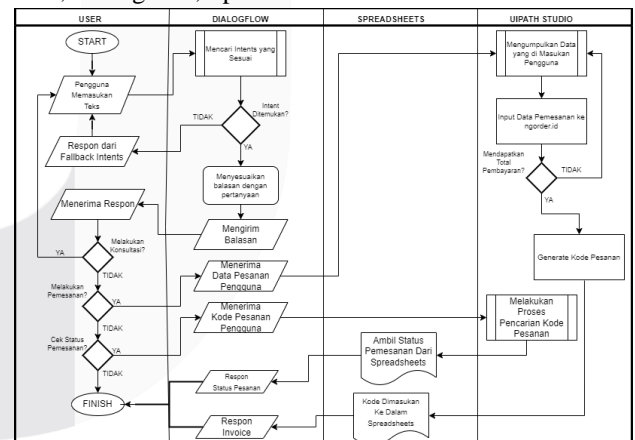 USER
DIALOGFLOW
SPREADSHEETS
UIPATH STUDIO
START
Pengguna
Memasukan
Teks
Respon dari
Fallback Intents
Menerima Respon
Melakukan
Konsultasi?
YA
TIDAK
Melakukan
Pemesanan?
YA
TIDAK
Cek Status
Pemesanan?
YA
TIDAK
FINISH
Mencari Intents yang
Sesuai
Intent
Ditemukan?
TIDAK
YA
Menyesuaikan
balasan dengan
pertanyaan
Mengirim
Balasan
Menerima
Data Pesanan
Pengguna
Menerima
Kode Pesanan
Pengguna
Respon
Status Pesanan
Respon
Invoice
Ambil Status
Pemesanan Dari
Spreadsheets
Kode Dimasukan
Ke Dalam
Spreadsheets
Mengumpulkan Data
yang di Masukan
Pengguna
Input Data Pemesanan ke
ngorder.id
Mendapatkan
Total
Pembayaran?
TIDAK
YA
Generate Kode Pesanan
Melakukan
Proses
Pencarian Kode
Pesanan